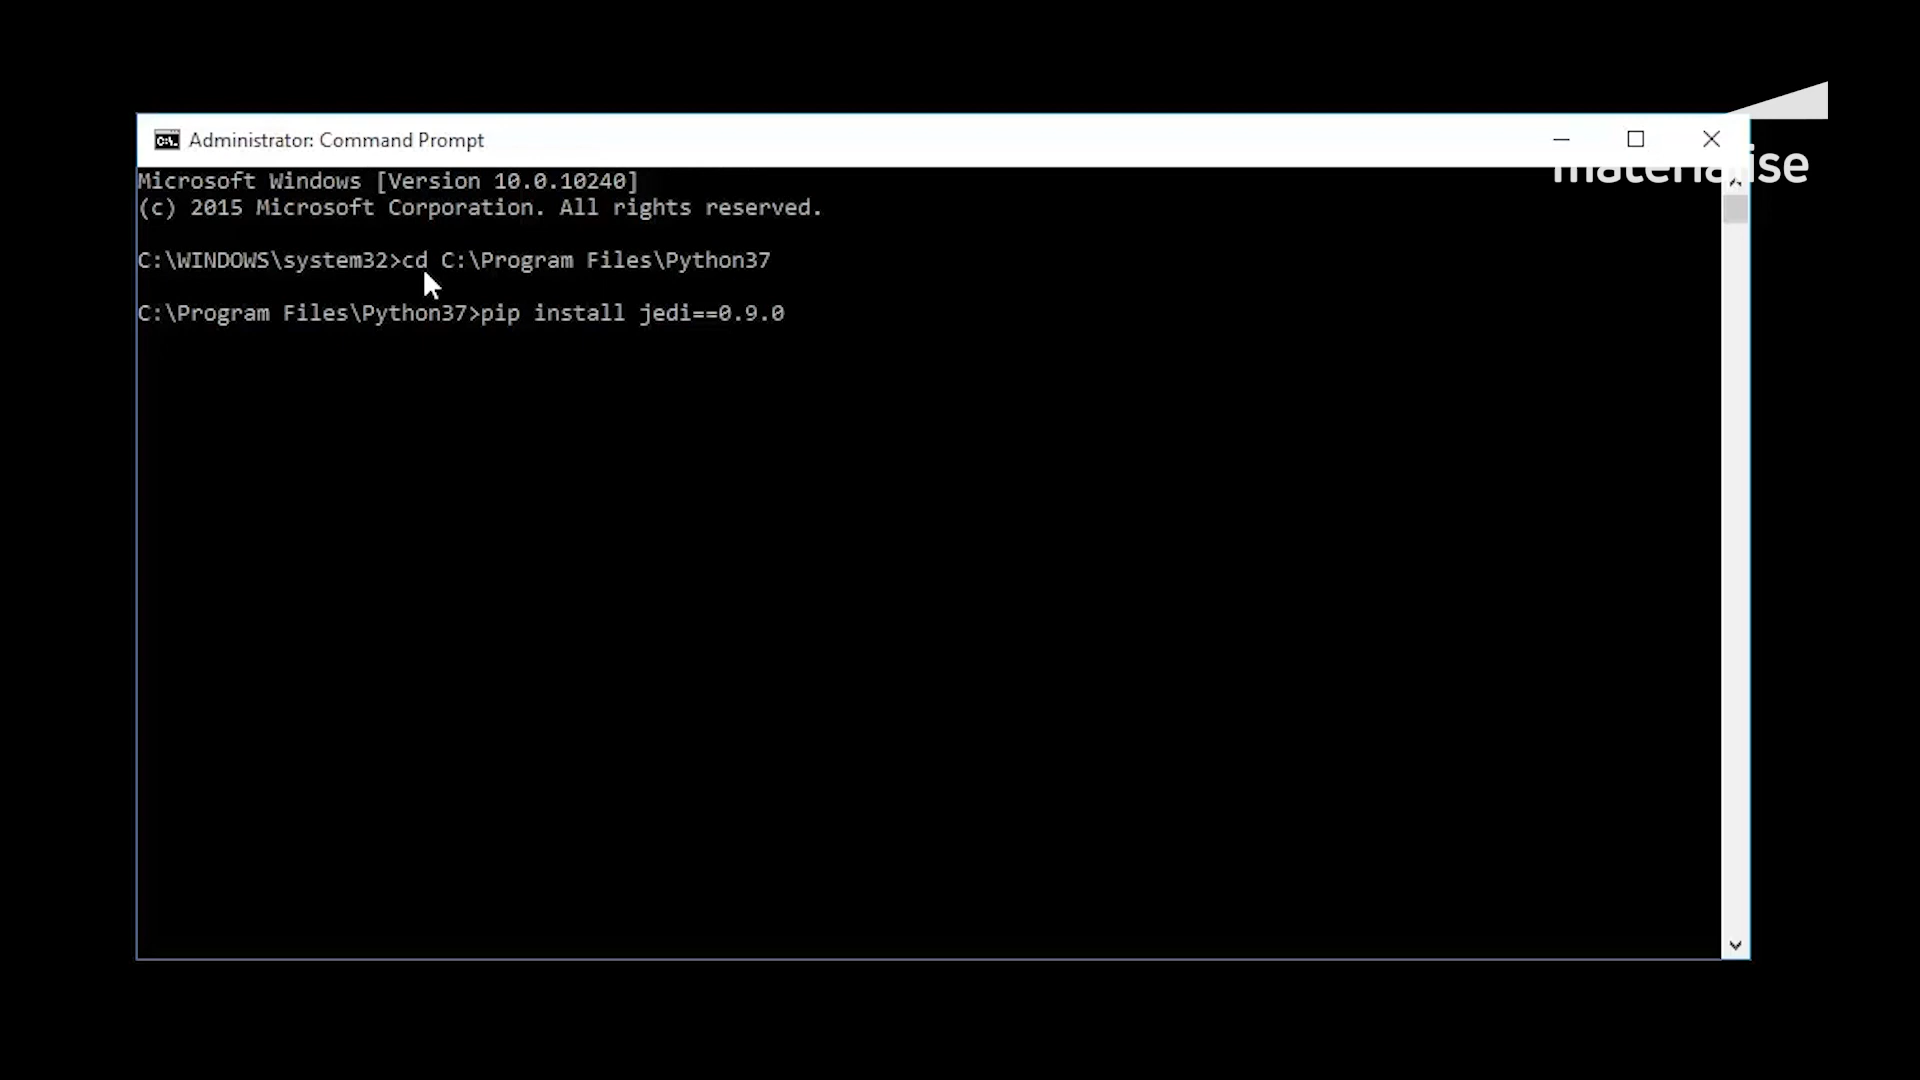 Administrator: Command Prompt
materialise
Microsoft Windows [Version 10.0.10240]
(c) 2015 Microsoft Corporation. All rights reserved.
C:\WINDOWS\system32>cd C:\Program Files\Python37
C:\Program Files\Python37>pip install jedi==0.9.0